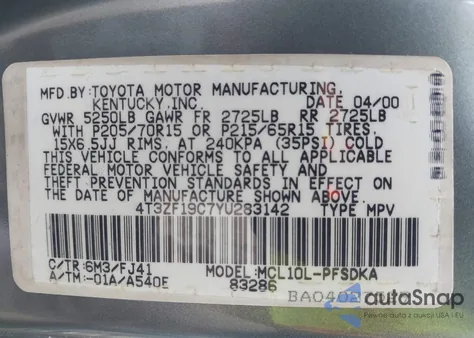 MFD.BY: TOYOTA MOTOR MANUFACTURING,
KENTUCKY,INC. DATE 04/00
GVWR 5250LB GAWR FR 2725LB RR 2725LB
WITH P205/70R15 OR P215/65R15 TIRES,
15X6.5JJ RIMS, AT 240KPA (35PSI) COLD
THIS VEHICLE CONFORMS TO ALL APPLICABLE
FEDERAL MOTOR VEHICLE SAFETY AND
THEFT PREVENTION STANDARDS IN EFFECT ON
THE DATE OF MANUFACTURE SHOWN ABOVE.
4T3ZF19C7YU283142 TYPE MPV
C/TR:6M3/FJ41 MODEL:MCL10L-PFSDKA
A/TM:-01A/A540E 83286
autoSnap